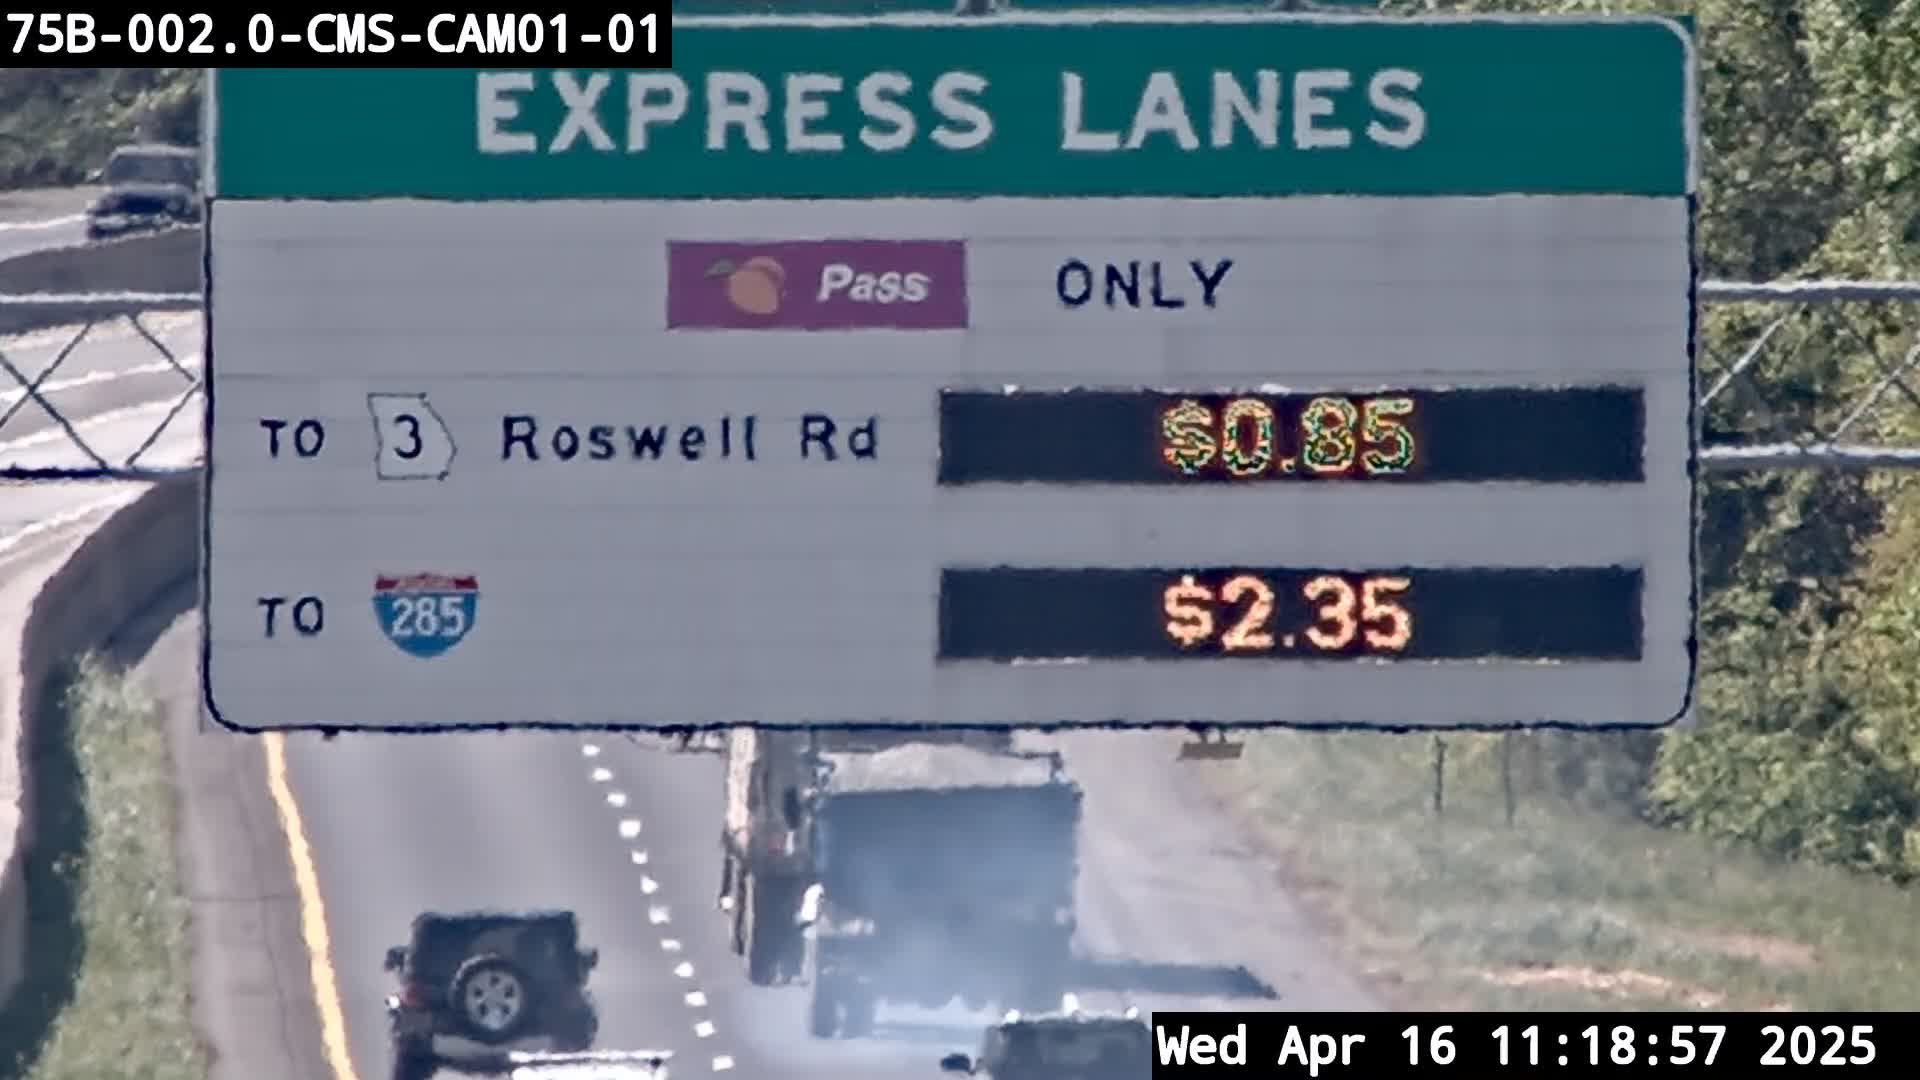 75B-002.0-CMS-CAM01-01
EXPRESS LANES
Pass ONLY
TO 3 Roswell Rd $0.85
TO 285 $2.35
Wed Apr 16 11:18:57 2025